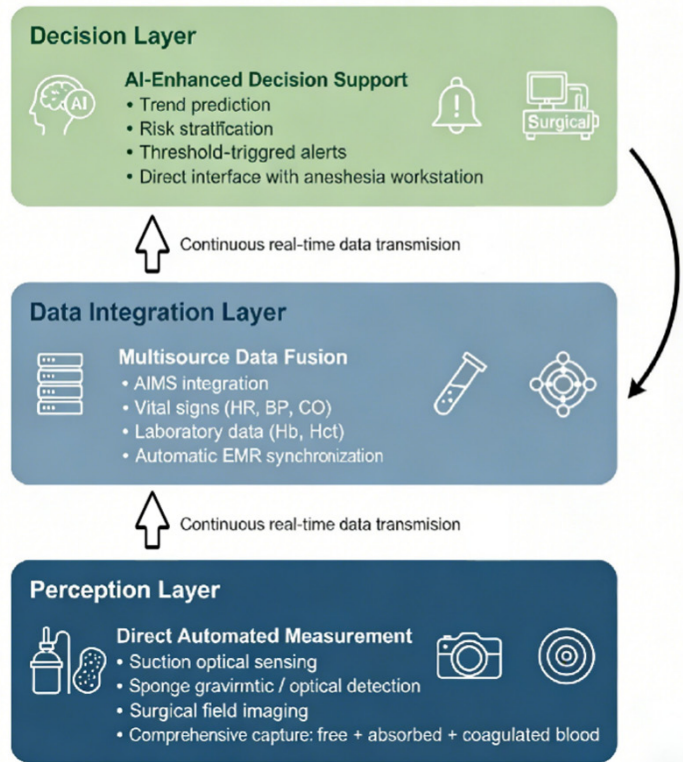 Decision Layer
AI-Enhanced Decision Support
AI
• Trend prediction
• Risk stratification
• Threshold-triggred alerts
• Direct interface with aneshesia workstation
Surgical
Continuous real-time data transmision
Data Integration Layer
Multisource Data Fusion
• AIMS integration
• Vital signs (HR, BP, CO)
• Laboratory data (Hb, Hct)
• Automatic EMR synchronization
Continuous real-time data transmision
Perception Layer
Direct Automated Measurement
• Suction optical sensing
• Sponge gravirmtic / optical detection
• Surgical field imaging
• Comprehensive capture: free + absorbed + coagulated blood